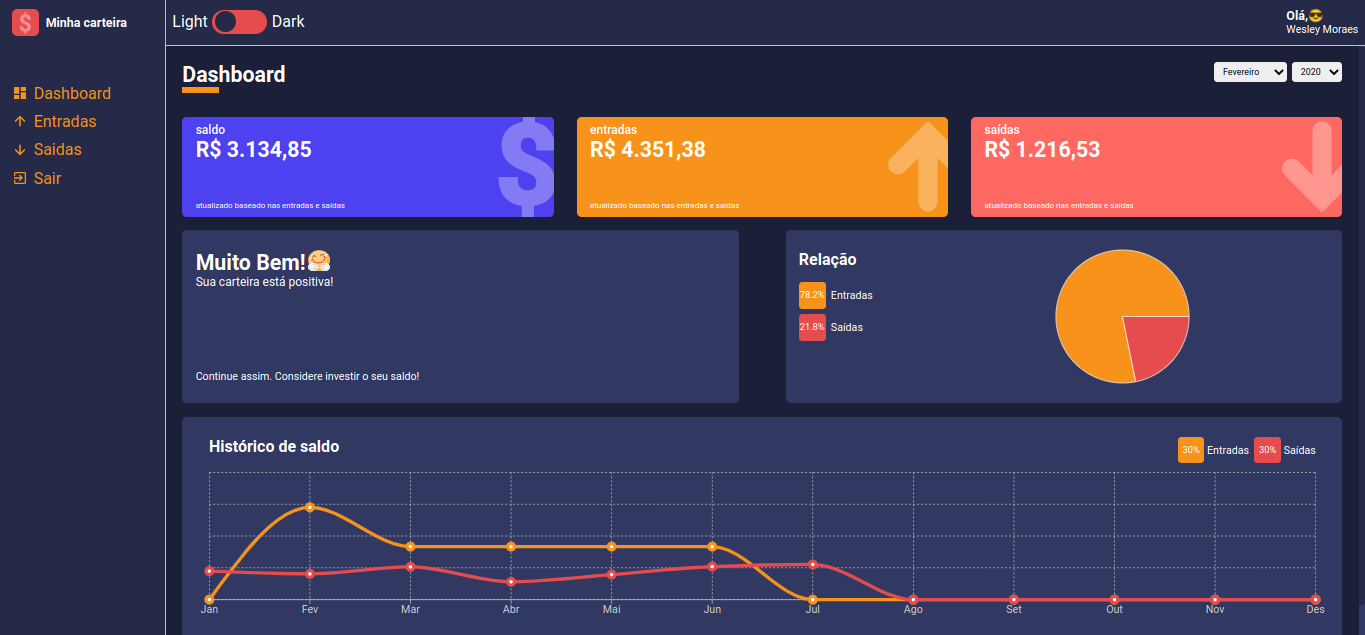 Minha carteira
Light Dark
Olá,😎
Wesley Moraes
Dashboard
Entradas
Saidas
Sair
Dashboard
Fevereiro 2020
saldo
R$ 3.134,85
atualizado baseado nas entradas e saídas
entradas
R$ 4.351,38
atualizado baseado nas entradas e saídas
saídas
R$ 1.216,53
atualizado baseado nas entradas e saídas
Muito Bem!
Sua carteira está positiva!
Continue assim. Considere investir o seu saldo!
Relação
78.2% Entradas
21.8% Saídas
Histórico de saldo
30% Entradas 30% Saídas
Jan Fev Mar Abr Mai Jun Jul Ago Set Out Nov Des